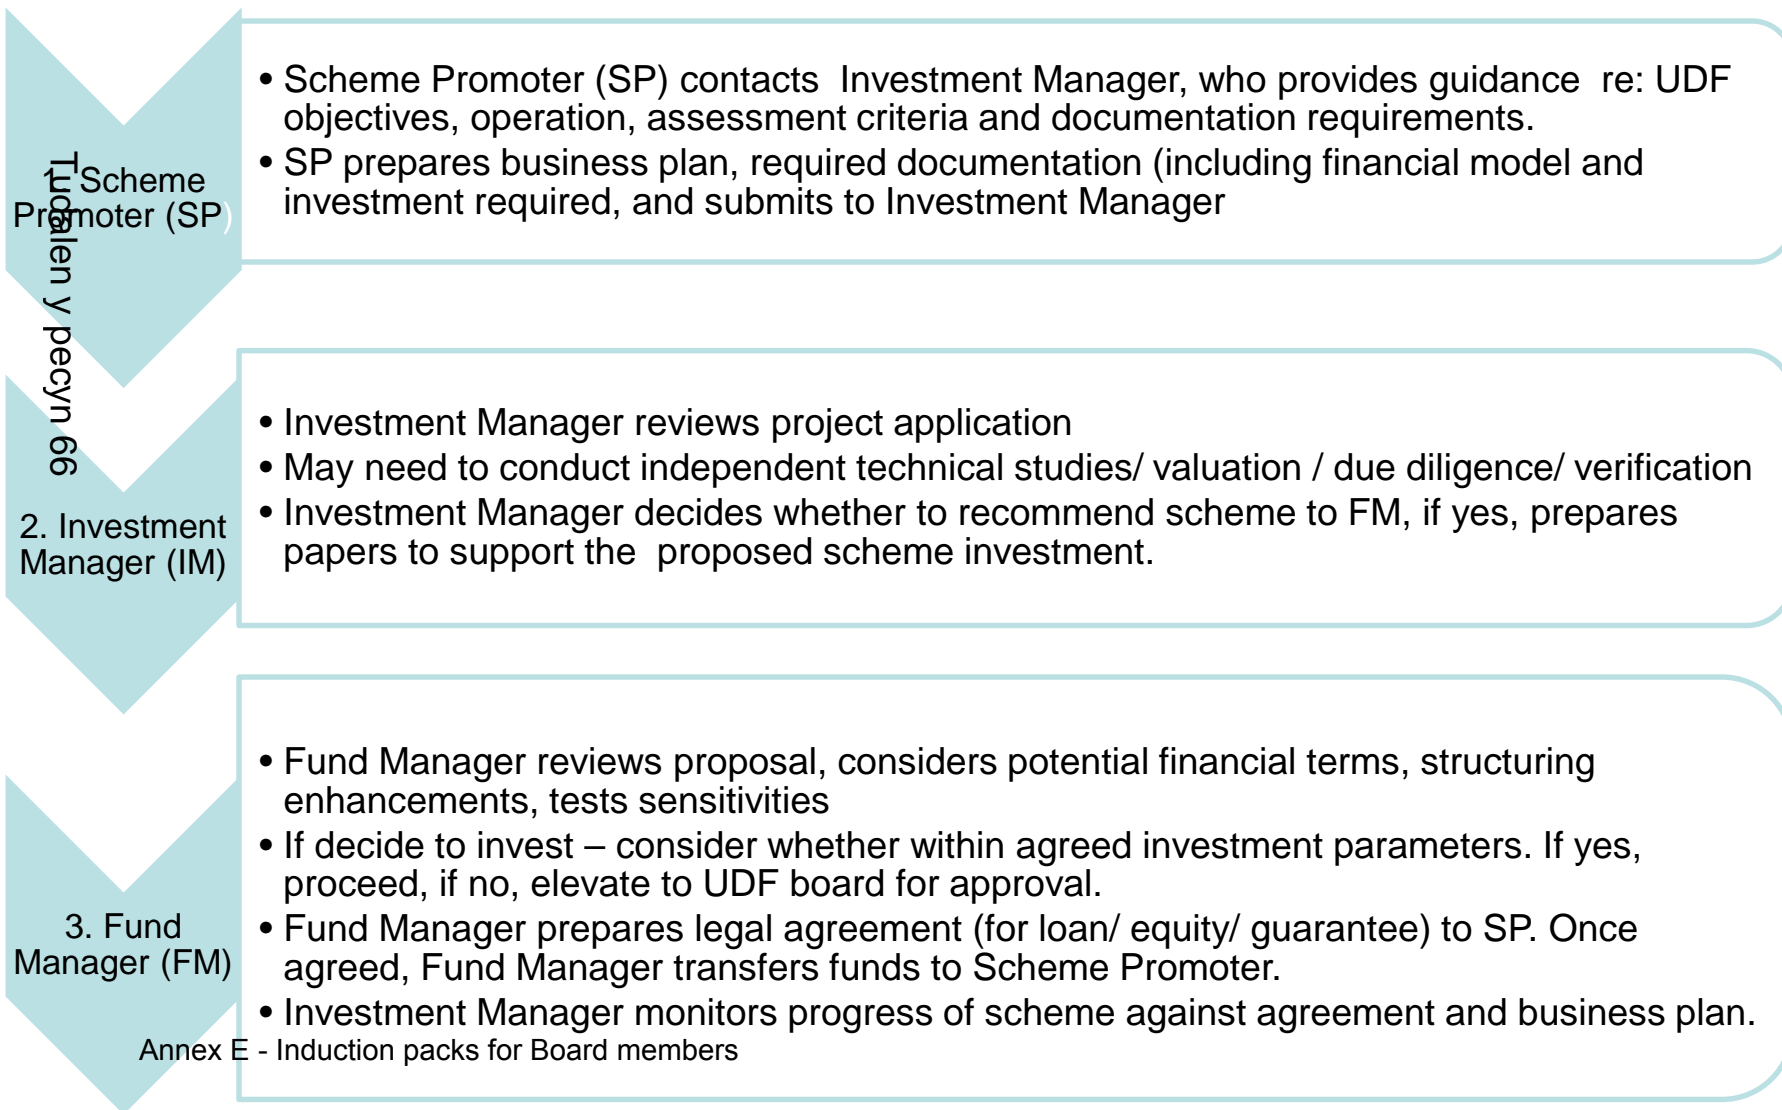 1. Scheme
Promoter (SP)
• Scheme Promoter (SP) contacts  Investment Manager, who provides guidance  re: UDF
objectives, operation, assessment criteria and documentation requirements.
• SP prepares business plan, required documentation (including financial model and
investment required, and submits to Investment Manager
Tudalen y pecyn 66
2. Investment
Manager (IM)
• Investment Manager reviews project application
• May need to conduct independent technical studies/ valuation / due diligence/ verification
• Investment Manager decides whether to recommend scheme to FM, if yes, prepares
papers to support the  proposed scheme investment.
3. Fund
Manager (FM)
• Fund Manager reviews proposal, considers potential financial terms, structuring
enhancements, tests sensitivities
• If decide to invest – consider whether within agreed investment parameters. If yes,
proceed, if no, elevate to UDF board for approval.
• Fund Manager prepares legal agreement (for loan/ equity/ guarantee) to SP. Once
agreed, Fund Manager transfers funds to Scheme Promoter.
• Investment Manager monitors progress of scheme against agreement and business plan.
Annex E - Induction packs for Board members